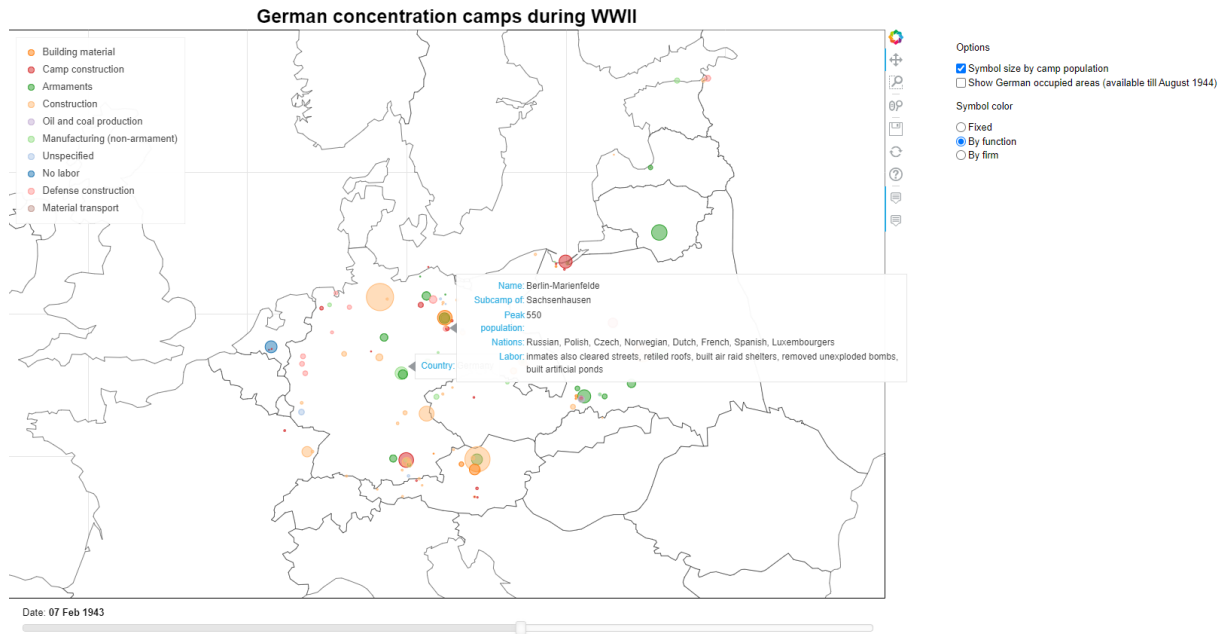 German concentration camps during WWII
Building material
Camp construction
Armaments
Construction
Oil and coal production
Manufacturing (non-armament)
Unspecified
No labor
Defense construction
Material transport
Options
Symbol size by camp population
Show German occupied areas (available till August 1944)
Symbol color
Fixed
By function
By firm
Name: Berlin-Marienfelde
Subcamp of: Sachsenhausen
Peak 550
population:
Nations: Russian, Polish, Czech, Norwegian, Dutch, French, Spanish, Luxembourgers
Labor: inmates also cleared streets, retiled roofs, built air raid shelters, removed unexploded bombs,
built artificial ponds
Country:
Date: 07 Feb 1943